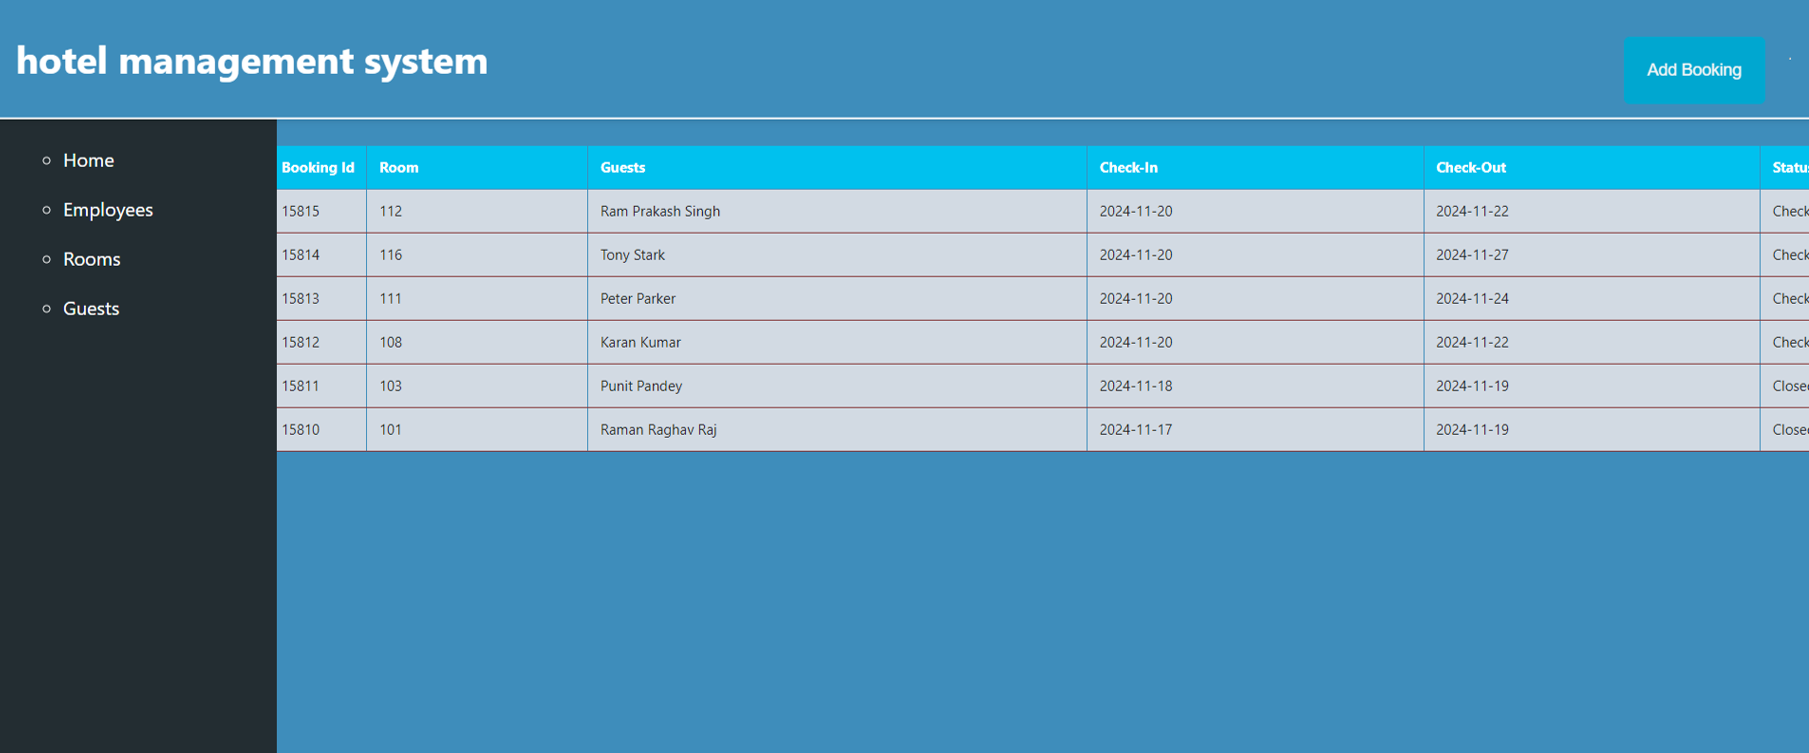 hotel management system
Add Booking
Home
Employees
Rooms
Guests
Booking Id Room Guests Check-In Check-Out
15815 112 Ram Prakash Singh 2024-11-20 2024-11-22 Check
15814 116 Tony Stark 2024-11-20 2024-11-27 Check
15813 111 Peter Parker 2024-11-20 2024-11-24 Check
15812 108 Karan Kumar 2024-11-20 2024-11-22 Check
15811 103 Punit Pandey 2024-11-18 2024-11-19
15810 101 Raman Raghav Raj 2024-11-17 2024-11-19